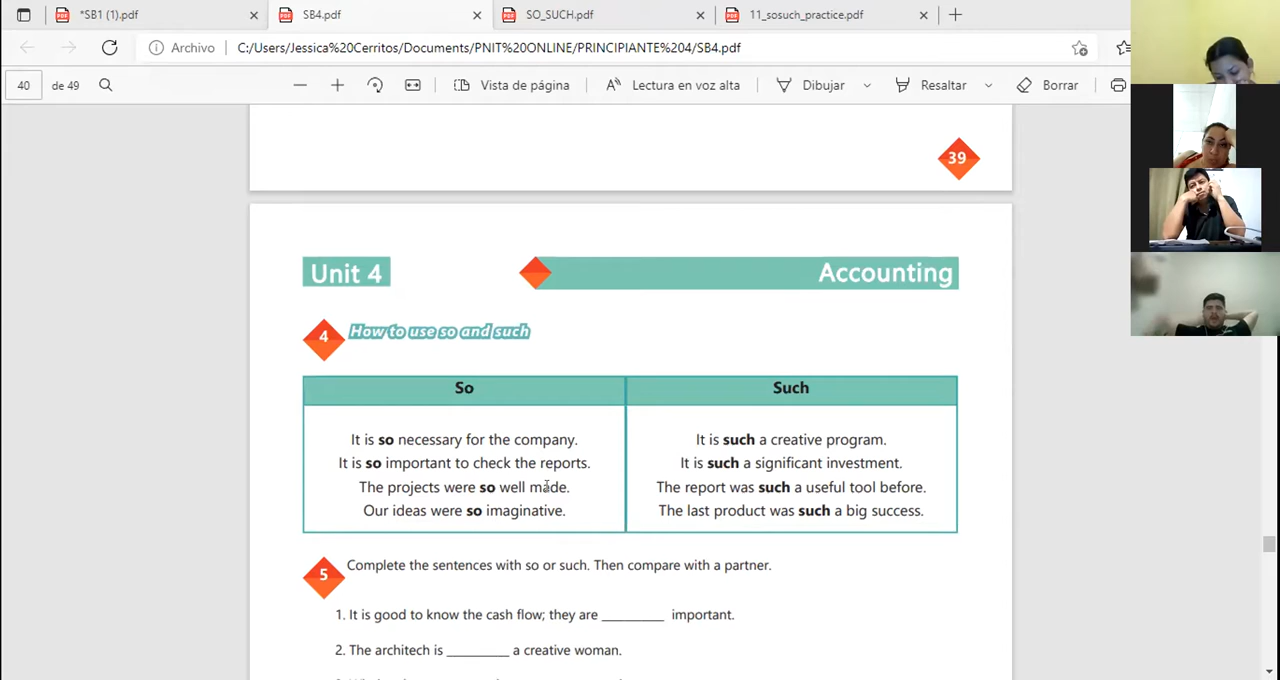 *SB1 (1).pdf
SB4.pdf
SO_SUCH.pdf
11_sosuch_practice.pdf
Archivo
C:/Users/Jessica%20Cerritos/Documents/PNIT%20ONLINE/PRINCIPIANTE%204/SB4.pdf
40 de 49
Vista de página
Lectura en voz alta
Dibujar
Resaltar
Borrar
39
Unit 4
Accounting
4 How to use so and such
So
Such
It is so necessary for the company.
It is so important to check the reports.
The projects were so well made.
Our ideas were so imaginative.
It is such a creative program.
It is such a significant investment.
The report was such a useful tool before.
The last product was such a big success.
5 Complete the sentences with so or such. Then compare with a partner.
1. It is good to know the cash flow; they are _________ important.
2. The architech is _________ a creative woman.